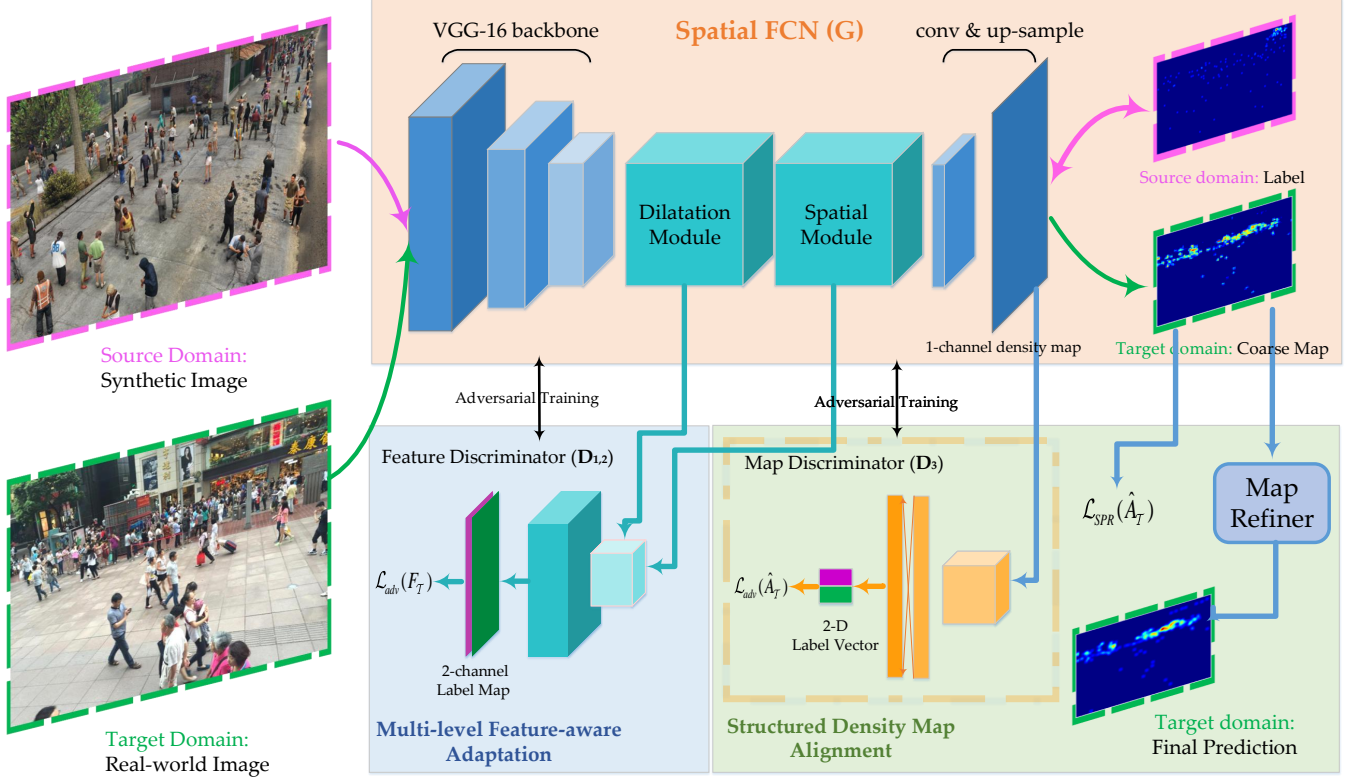 VGG-16 backbone
Spatial FCN (G)
conv & up-sample
Dilatation
Module
Spatial
Module
Source domain: Label
1-channel density map
Target domain: Coarse Map
Source Domain:
Synthetic Image
Adversarial Training
Adversarial Training
Feature Discriminator (D1,2)
Map Discriminator (D3)
泰康
ℒadv(F𝒯)
2-channel
Label Map
ℒadv(Â𝒯)
2-D
Label Vector
ℒSPR(Â𝒯)
Map
Refiner
Multi-level Feature-aware
Adaptation
Structured Density Map
Alignment
Target domain:
Final Prediction
Target Domain:
Real-world Image